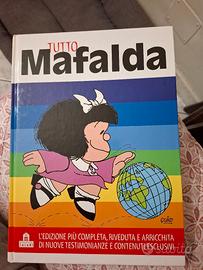 TUTTO
Mafalda
L'EDIZIONE PIÙ COMPLETA, RIVEDUTA E ARRICCHITA
DI NUOVE TESTIMONIANZE E CONTENUTI ESCLUSIVI